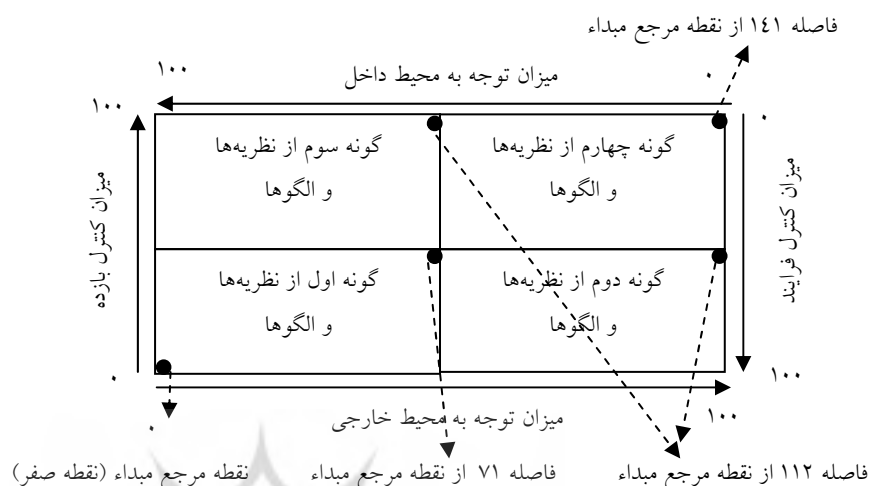 فاصله ۱٤۱ از نقطه مرجع مبداء
۰
میزان توجه به محیط داخل
۱۰۰
۰
۱۰۰
گونه چهارم از نظریه‌ها
و الگوها
گونه سوم از نظریه‌ها
و الگوها
میزان کنترل فرایند
میزان کنترل بازده
گونه دوم از نظریه‌ها
و الگوها
گونه اول از نظریه‌ها
و الگوها
۱۰۰
۰
۱۰۰
میزان توجه به محیط خارجی
۰
فاصله ۱۱۲ از نقطه مرجع مبداء
فاصله ۷۱ از نقطه مرجع مبداء
نقطه مرجع مبداء (نقطه صفر)